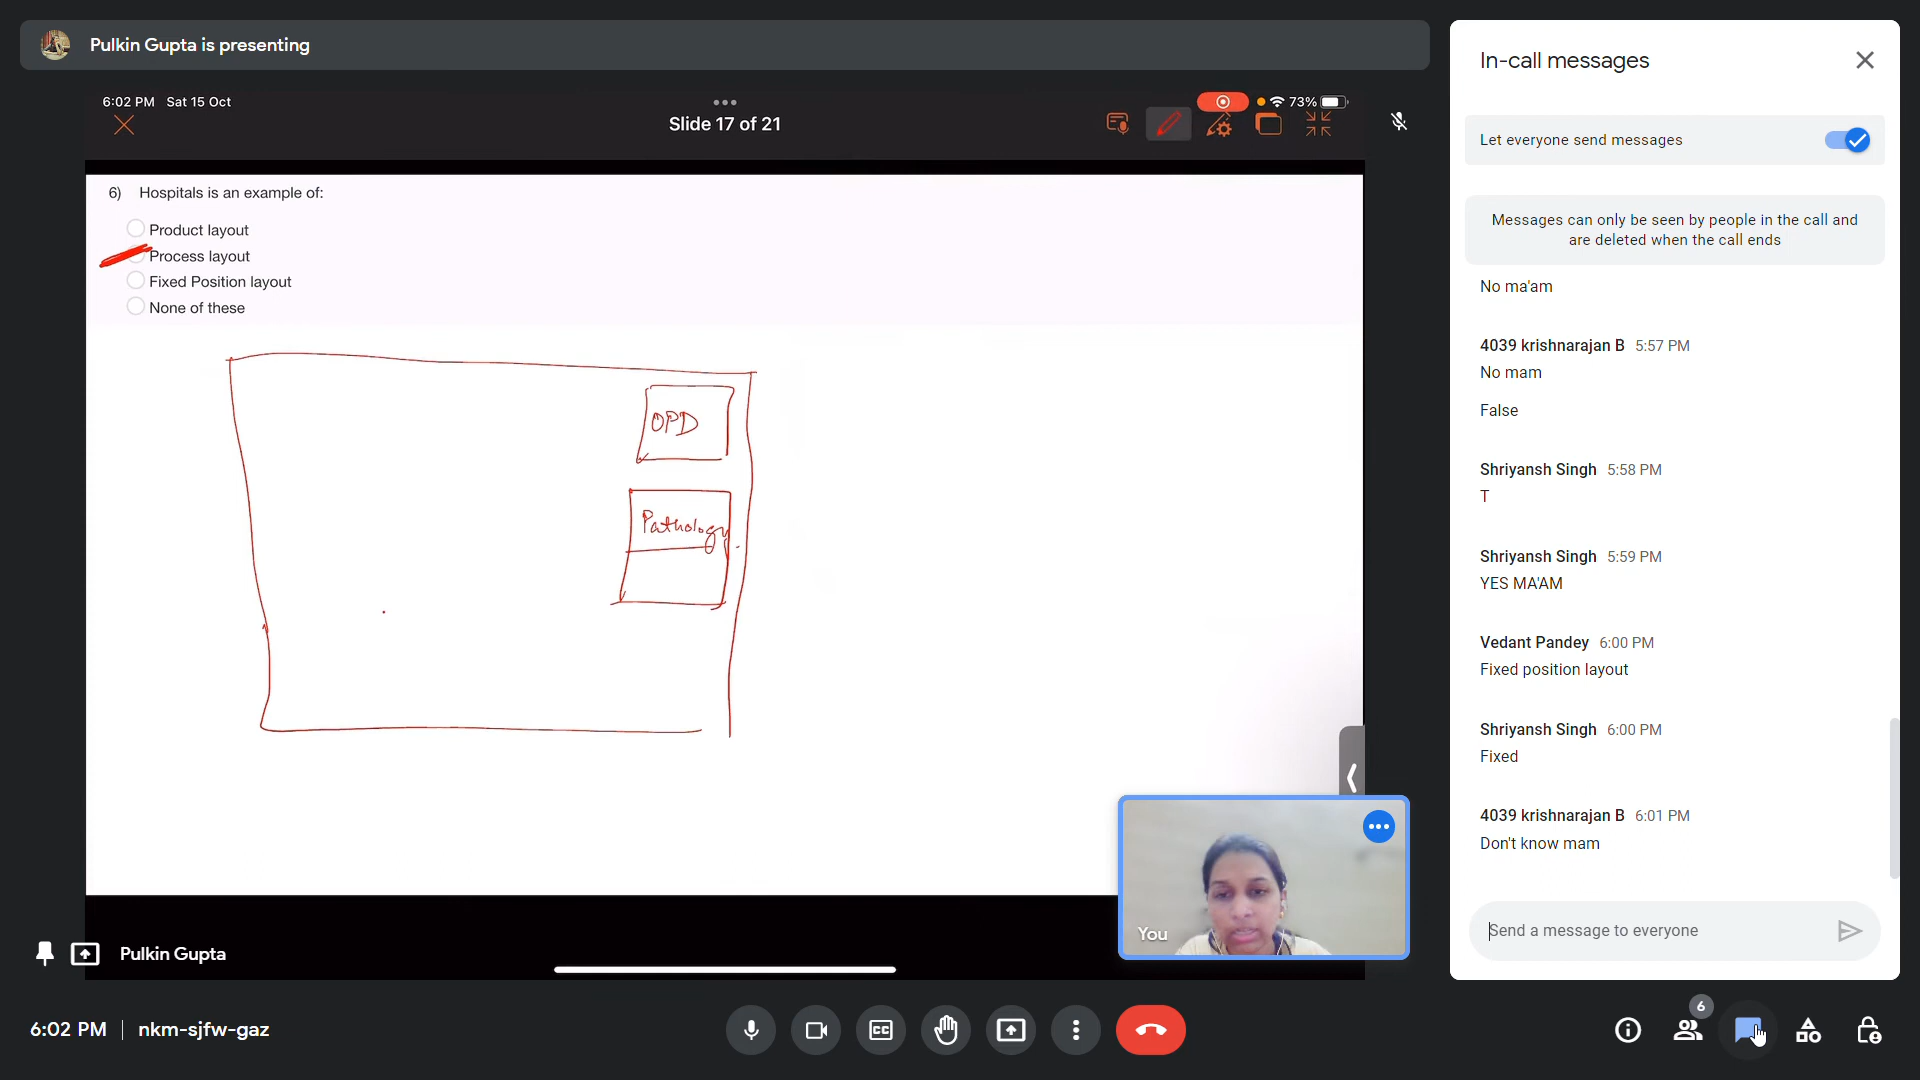 Pulkin Gupta is presenting
6:02 PM Sat 15 Oct
73%
Slide 17 of 21
6) Hospitals is an example of:
Product layout
Process layout
Fixed Position layout
None of these
OPD
Pathology
You
Pulkin Gupta
6:02 PM | nkm-sjfw-gaz
CC
6
In-call messages
Let everyone send messages
Messages can only be seen by people in the call and
are deleted when the call ends
No ma'am
4039 krishnarajan B 5:57 PM
No mam
False
Shriyansh Singh 5:58 PM
T
Shriyansh Singh 5:59 PM
YES MA'AM
Vedant Pandey 6:00 PM
Fixed position layout
Shriyansh Singh 6:00 PM
Fixed
4039 krishnarajan B 6:01 PM
Don't know mam
Send a message to everyone